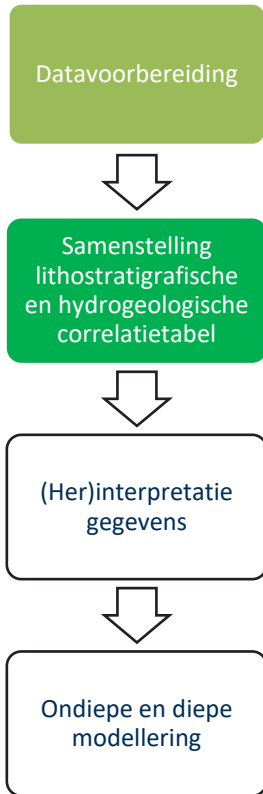 Datavoorbereiding
Samenstelling
lithostratigrafische
en hydrogeologische
correlatietabel
(Her)interpretatie
gegevens
Ondiepe en diepe
modellering